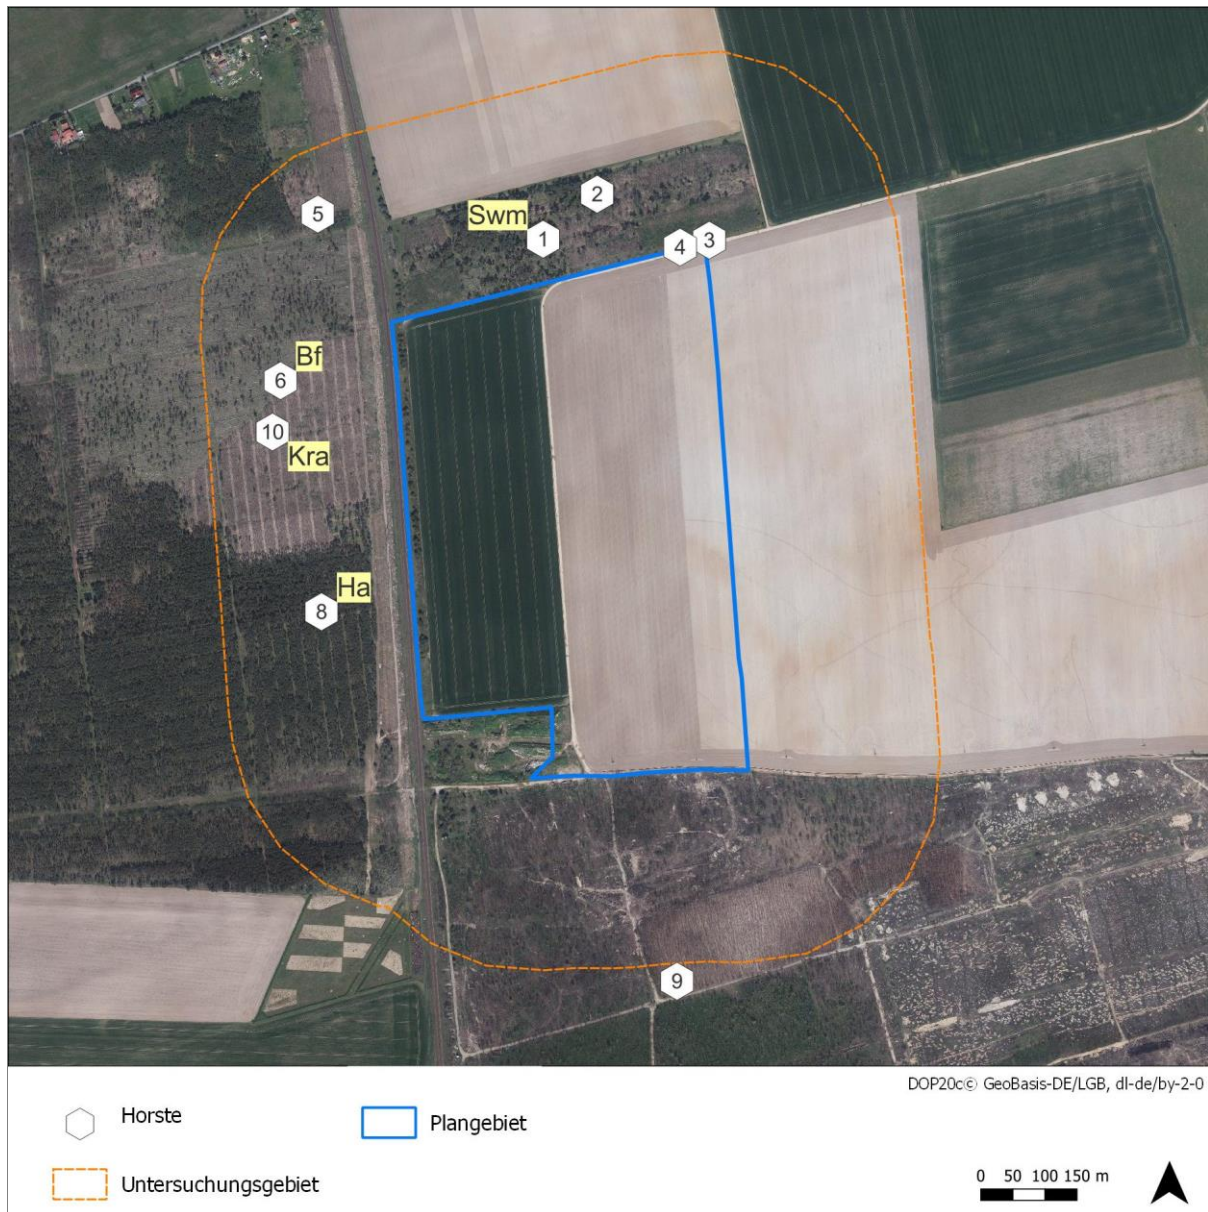 2
5
Swm
1
4
3
Bf
6
10
Kra
Ha
8
9
DOP20c© GeoBasis-DE/LGB, dl-de/by-2-0
Horste
Plangebiet
Untersuchungsgebiet
0 50 100 150 m